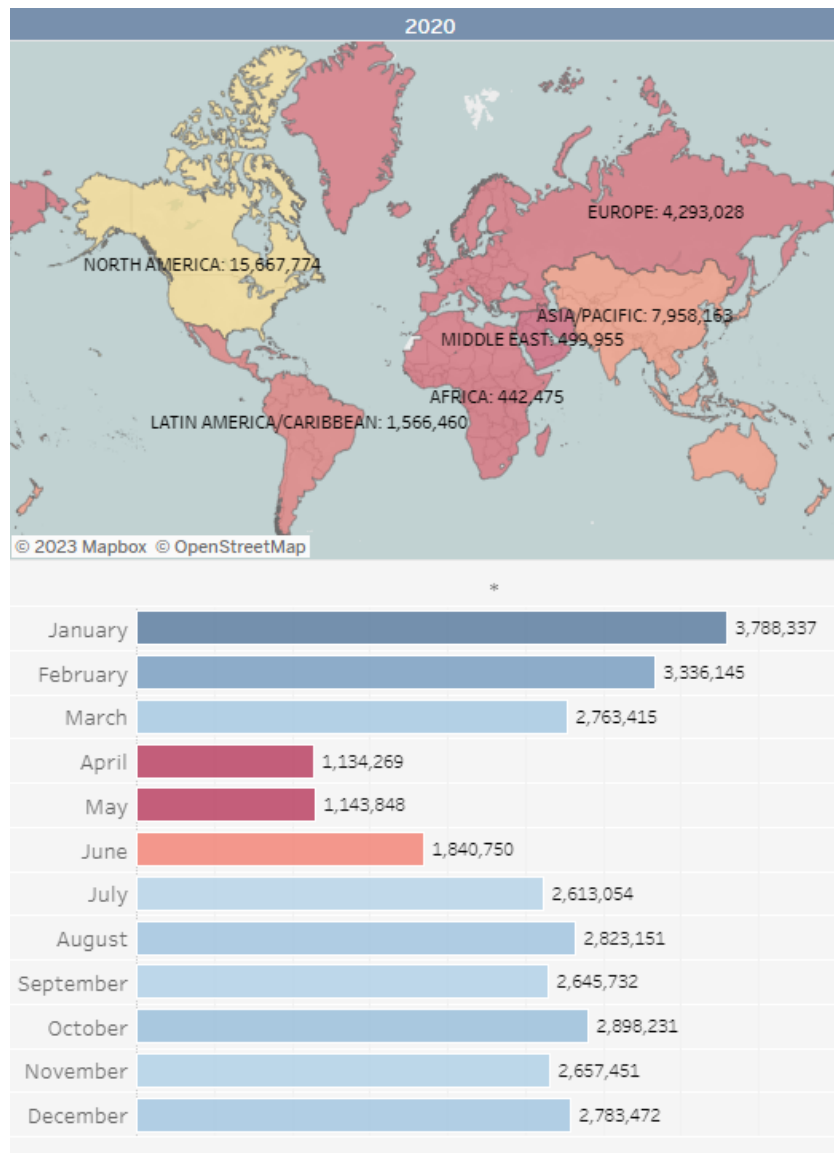 2020
EUROPE: 4,293,028
NORTH AMERICA: 15,667,774
ASIA/PACIFIC: 7,958,163
MIDDLE EAST: 499,955
AFRICA: 442,475
LATIN AMERICA/CARIBBEAN: 1,566,460
© 2023 Mapbox © OpenStreetMap
*
January 3,788,337
February 3,336,145
March 2,763,415
April 1,134,269
May 1,143,848
June 1,840,750
July 2,613,054
August 2,823,151
September 2,645,732
October 2,898,231
November 2,657,451
December 2,783,472